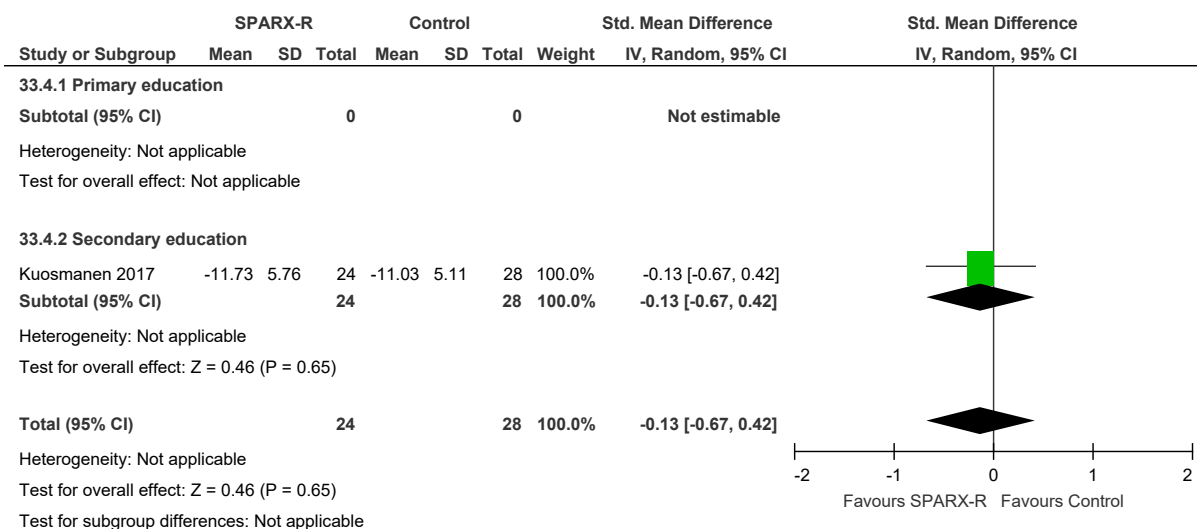 SPARX-R Control Std. Mean Difference Std. Mean Difference
Study or Subgroup Mean SD Total Mean SD Total Weight IV, Random, 95% CI IV, Random, 95% CI
33.4.1 Primary education
Subtotal (95% CI) 0 0 Not estimable
Heterogeneity: Not applicable
Test for overall effect: Not applicable
33.4.2 Secondary education
Kuosmanen 2017 -11.73 5.76 24 -11.03 5.11 28 100.0% -0.13 [-0.67, 0.42]
Subtotal (95% CI) 24 28 100.0% -0.13 [-0.67, 0.42]
Heterogeneity: Not applicable
Test for overall effect: Z = 0.46 (P = 0.65)
Total (95% CI) 24 28 100.0% -0.13 [-0.67, 0.42]
Heterogeneity: Not applicable
Test for overall effect: Z = 0.46 (P = 0.65)
Test for subgroup differences: Not applicable
-2 -1 0 1 2
Favours SPARX-R Favours Control